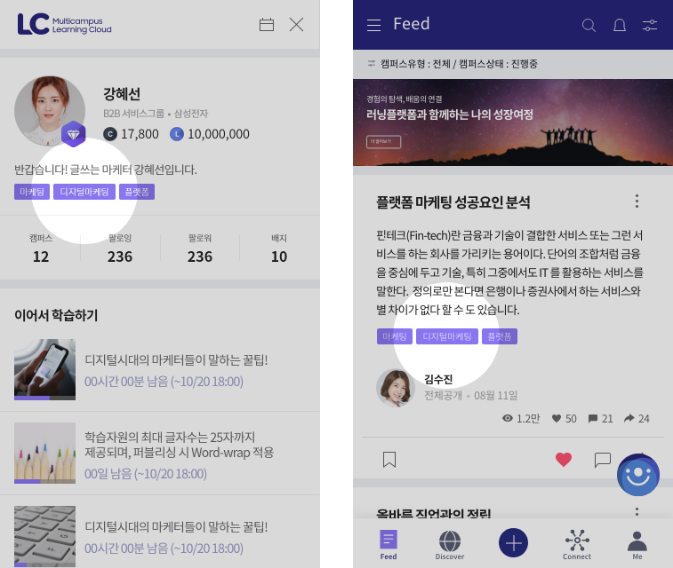 LC Multicampus
Learning Cloud
강혜선
B2B 서비스그룹 • 삼성전자
C 17,800 L 10,000,000
반갑습니다! 글쓰는 마케터 강혜선입니다.
마케팅 디지털마케팅 플랫폼
캠퍼스 팔로잉 팔로워 배지
12 236 236 10
이어서 학습하기
디지털시대의 마케터들이 말하는 꿀팁!
00시간 00분 남음 (~10/20 18:00)
학습자원의 최대 글자수는 25자까지
제공되며, 퍼블리싱 시 Word-wrap 적용
00일 남음 (~10/20 18:00)
디지털시대의 마케터들이 말하는 꿀팁!
00시간 00분 남음 (~10/20 18:00)
Feed
캠퍼스유형 : 전체 / 캠퍼스상태 : 진행중
경험의 탐색, 배움의 연결
러닝플랫폼과 함께하는 나의 성장여정
플랫폼 마케팅 성공요인 분석
핀테크(Fin-tech)란 금융과 기술이 결합한 서비스 또는 그런 서
비스를 하는 회사를 가리키는 용어이다. 단어의 조합처럼 금융
을 중심에 두고 기술, 특히 그중에서도 IT 를 활용하는 서비스를
말한다. 정의로만 본다면 은행이나 증권사에서 하는 서비스와
별 차이가 없다 할 수 도 있습니다.
마케팅 디지털마케팅 플랫폼
김수진
전체공개 • 08월 11일
1.2만 50 21 24
올바른 직업관의 정립
Feed Discover Connect Me